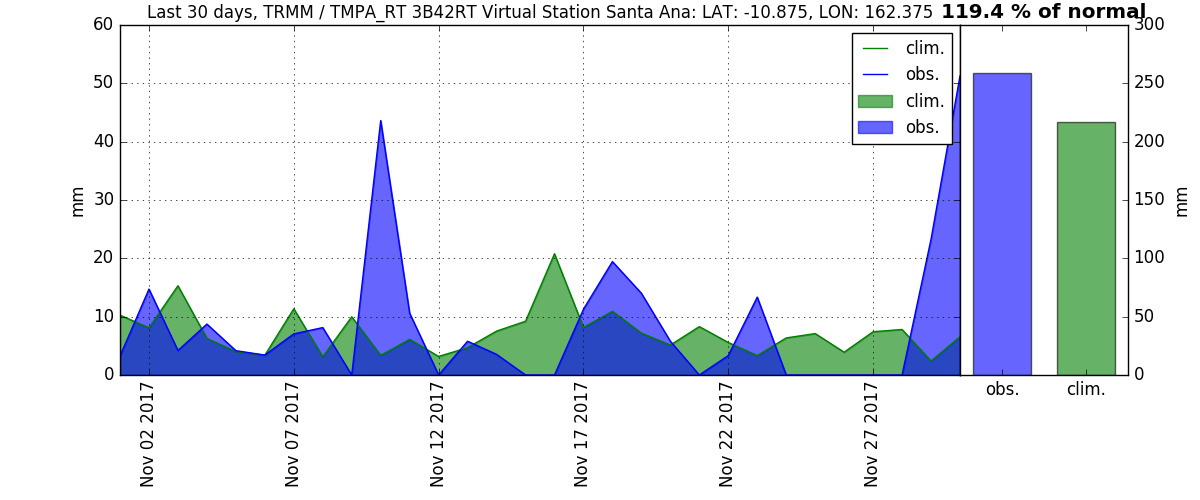 Last 30 days, TRMM / TMPA_RT 3B42RT Virtual Station Santa Ana: LAT: -10.875, LON: 162.375 119.4 % of normal
60
50
40
30
20
10
0
mm
clim.
obs.
clim.
obs.
300
250
200
150
100
50
0
mm
Nov 02 2017
Nov 07 2017
Nov 12 2017
Nov 17 2017
Nov 22 2017
Nov 27 2017
obs.
clim.